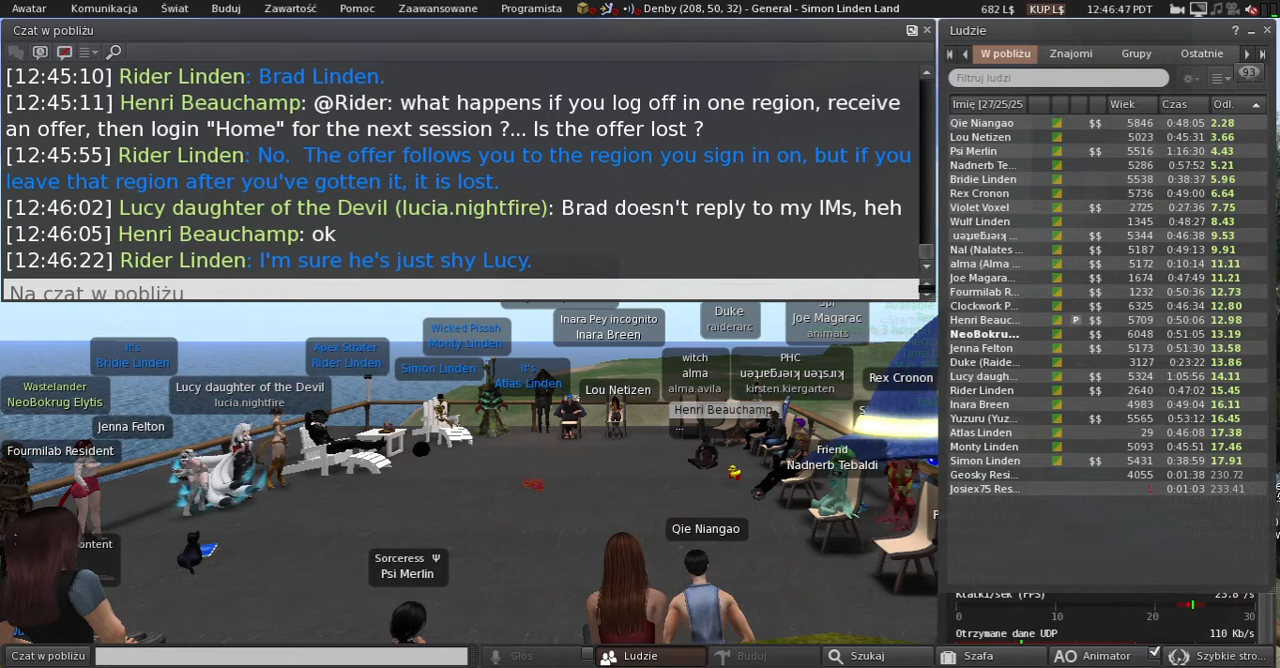 Awatar Komunikacja Świat Buduj Zawartość Pomoc Zaawansowane Programista Denby (208, 50, 32) - General - Simon Linden Land 682 L$ KUP L$ 12:46:47 PDT
Czat w pobliżu
[12:45:10] Rider Linden: Brad Linden.
[12:45:11] Henri Beauchamp: @Rider: what happens if you log off in one region, receive
an offer, then login "Home" for the next session ?... Is the offer lost ?
[12:45:55] Rider Linden: No.  The offer follows you to the region you sign in on, but if you
leave that region after you've gotten it, it is lost.
[12:46:02] Lucy daughter of the Devil (lucia.nightfire): Brad doesn't reply to my IMs, heh
[12:46:05] Henri Beauchamp: ok
[12:46:22] Rider Linden: I'm sure he's just shy Lucy.
Na czat w pobliżu
Ludzie
W pobliżu Znajomi Grupy Ostatnie
Filtruj ludzi 93
Imię [27/25/25 Wiek Czas Odl.
Qie Niangao $$ 5846 0:48:05 2.28
Lou Netizen 5023 0:45:31 3.66
Psi Merlin $$ 5516 1:16:30 4.43
Nadnerb Te... 5286 0:57:52 5.21
Bridie Linden 5538 0:38:37 5.96
Rex Cronon 5736 0:49:00 6.64
Violet Voxel $$ 2725 0:27:36 7.75
Wulf Linden 1345 0:48:27 8.43
uǝʇɹɐƃɹǝıʞ ... $$ 5344 0:46:38 9.53
Nal (Nalates ... $$ 5187 0:49:13 9.91
alma (Alma ... $$ 5172 0:10:14 11.11
Joe Magara... $$ 1674 0:47:49 11.21
Fourmilab R... $$ 1232 0:50:36 12.73
Clockwork P... $$ 6325 0:46:34 12.80
Henri Beauc... P $$ 5709 0:50:06 12.98
NeoBokru... $$ 6048 0:51:05 13.19
Jenna Felton $$ 5173 0:51:30 13.58
Duke (Raide... 3127 0:23:22 13.86
Lucy daugh... $$ 5324 1:05:56 14.11
Rider Linden $$ 2640 0:47:02 15.45
Inara Breen 4983 0:49:04 16.11
Yuzuru (Yuz... $$ 5565 0:53:12 16.45
Atlas Linden 29 0:46:08 17.38
Monty Linden 5093 0:45:51 17.46
Simon Linden $$ 5431 0:38:59 17.91
Geosky Resi... 4055 0:01:38 230.72
Josiex75 Res... 1 0:01:03 233.41
Klatki/sek (FPS) 23.8 /s
0 10 20 30
Otrzymane dane UDP 110 Kb/s
It's
Bridie Linden
Apex Strafer
Rider Linden
Wicked Pissah
Monty Linden
Simon Linden
It's
Atlas Linden
Inara Pey incognito
Inara Breen
Duke
raiderarc
Joe Magarac
animats
Wastelander
NeoBokrug Elytis
Lucy daughter of the Devil
lucia.nightfire
Lou Netizen
witch
alma
alma.avila
PHC
uǝʇɹɐƃɹǝıʞ uǝʇsɹıʞ
kirsten.kiergarten
Rex Cronon
Henri Beauchamp
...
Jenna Felton
Fourmilab Resident
Friend
Nadnerb Tebaldi
Qie Niangao
Sorceress Ψ
Psi Merlin
Czat w pobliżu Głos Ludzie Buduj Szukaj Szafa AO Animator Szybkie stro...